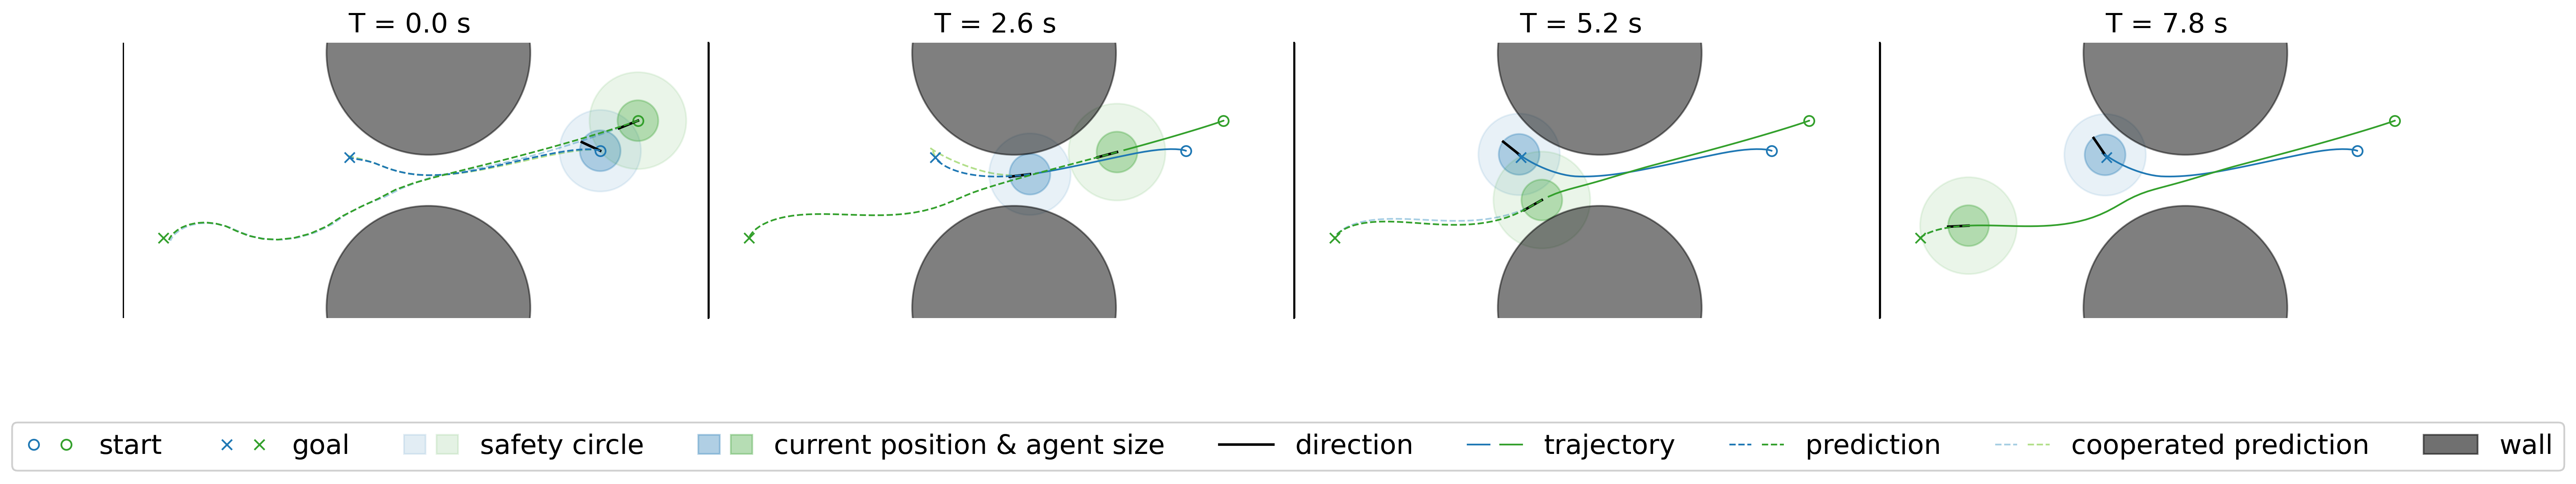 T = 0.0 s
T = 2.6 s
T = 5.2 s
T = 7.8 s
start goal safety circle current position & agent size direction trajectory prediction cooperated prediction wall